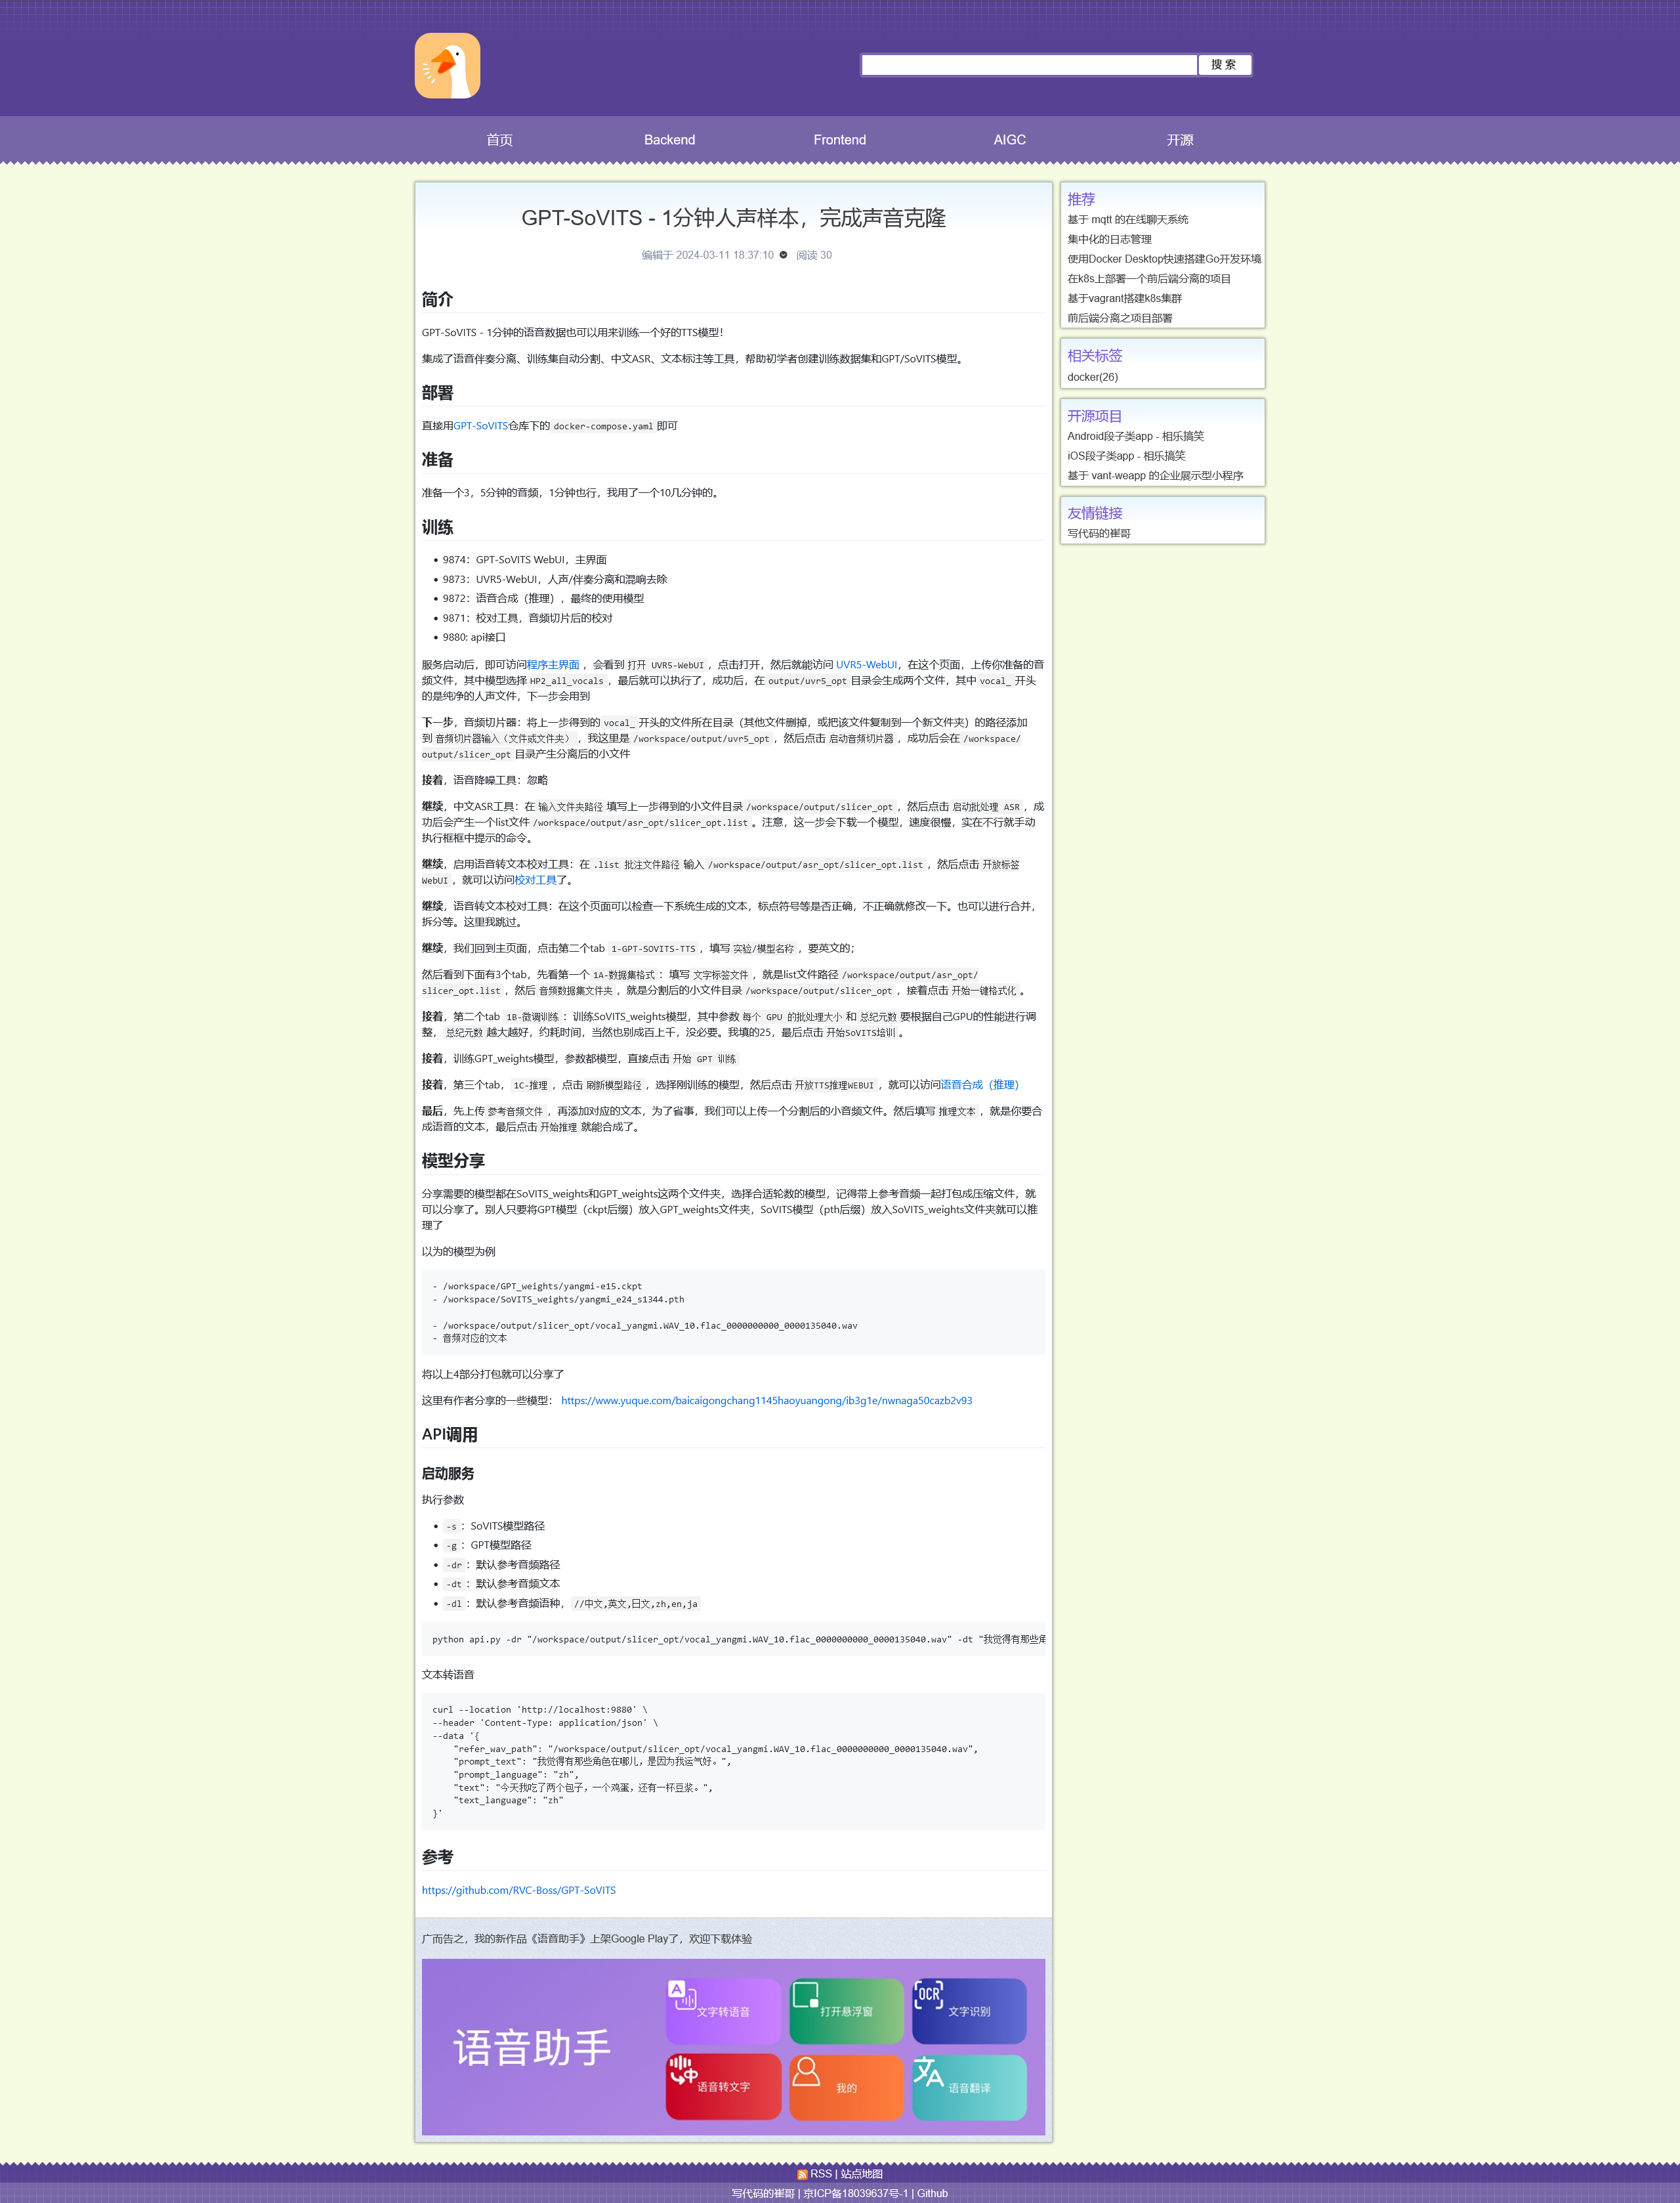 搜 索
首页 Backend Frontend AIGC 开源
GPT-SoVITS - 1分钟人声样本，完成声音克隆
编辑于 2024-03-11 18:37:10 阅读 30
简介
GPT-SoVITS - 1分钟的语音数据也可以用来训练一个好的TTS模型！
集成了语音伴奏分离、训练集自动分割、中文ASR、文本标注等工具，帮助初学者创建训练数据集和GPT/SoVITS模型。
部署
直接用GPT-SoVITS仓库下的 docker-compose.yaml 即可
准备
准备一个3，5分钟的音频，1分钟也行，我用了一个10几分钟的。
训练
• 9874：GPT-SoVITS WebUI，主界面
• 9873：UVR5-WebUI，人声/伴奏分离和混响去除
• 9872：语音合成（推理），最终的使用模型
• 9871：校对工具，音频切片后的校对
• 9880: api接口
服务启动后，即可访问程序主界面 ，会看到 打开 UVR5-WebUI ，点击打开，然后就能访问 UVR5-WebUI，在这个页面，上传你准备的音
频文件，其中模型选择 HP2_all_vocals ，最后就可以执行了，成功后，在 output/uvr5_opt 目录会生成两个文件，其中 vocal_ 开头
的是纯净的人声文件，下一步会用到
下一步，音频切片器：将上一步得到的 vocal_ 开头的文件所在目录（其他文件删掉，或把该文件复制到一个新文件夹）的路径添加
到 音频切片器输入（文件或文件夹） ，我这里是 /workspace/output/uvr5_opt ，然后点击 启动音频切片器 ，成功后会在 /workspace/
output/slicer_opt 目录产生分离后的小文件
接着，语音降噪工具：忽略
继续，中文ASR工具：在 输入文件夹路径 填写上一步得到的小文件目录 /workspace/output/slicer_opt ，然后点击 启动批处理 ASR ，成
功后会产生一个list文件 /workspace/output/asr_opt/slicer_opt.list 。注意，这一步会下载一个模型，速度很慢，实在不行就手动
执行框框中提示的命令。
继续，启用语音转文本校对工具：在 .list 批注文件路径 输入 /workspace/output/asr_opt/slicer_opt.list ，然后点击 开放标签
WebUI ，就可以访问校对工具了。
继续，语音转文本校对工具：在这个页面可以检查一下系统生成的文本，标点符号等是否正确，不正确就修改一下。也可以进行合并，
拆分等。这里我跳过。
继续，我们回到主页面，点击第二个tab 1-GPT-SOVITS-TTS ，填写 实验/模型名称 ，要英文的；
然后看到下面有3个tab，先看第一个 1A-数据集格式 ：填写 文字标签文件 ，就是list文件路径 /workspace/output/asr_opt/
slicer_opt.list ，然后 音频数据集文件夹 ，就是分割后的小文件目录 /workspace/output/slicer_opt ，接着点击 开始一键格式化 。
接着，第二个tab 1B-微调训练 ：训练SoVITS_weights模型，其中参数 每个 GPU 的批处理大小 和 总纪元数 要根据自己GPU的性能进行调
整， 总纪元数 越大越好，约耗时间，当然也别成百上千，没必要。我填的25，最后点击 开始SoVITS培训 。
接着，训练GPT_weights模型，参数都模型，直接点击 开始 GPT 训练
接着，第三个tab， 1C-推理 ，点击 刷新模型路径 ，选择刚训练的模型，然后点击 开放TTS推理WEBUI ，就可以访问语音合成（推理）
最后，先上传 参考音频文件 ，再添加对应的文本，为了省事，我们可以上传一个分割后的小音频文件。然后填写 推理文本 ，就是你要合
成语音的文本，最后点击 开始推理 就能合成了。
模型分享
分享需要的模型都在SoVITS_weights和GPT_weights这两个文件夹，选择合适轮数的模型，记得带上参考音频一起打包成压缩文件，就
可以分享了。别人只要将GPT模型（ckpt后缀）放入GPT_weights文件夹，SoVITS模型（pth后缀）放入SoVITS_weights文件夹就可以推
理了
以为的模型为例
- /workspace/GPT_weights/yangmi-e15.ckpt
- /workspace/SoVITS_weights/yangmi_e24_s1344.pth
- /workspace/output/slicer_opt/vocal_yangmi.WAV_10.flac_0000000000_0000135040.wav
- 音频对应的文本
将以上4部分打包就可以分享了
这里有作者分享的一些模型： https://www.yuque.com/baicaigongchang1145haoyuangong/ib3g1e/nwnaga50cazb2v93
API调用
启动服务
执行参数
• -s ：SoVITS模型路径
• -g ：GPT模型路径
• -dr ：默认参考音频路径
• -dt ：默认参考音频文本
• -dl ：默认参考音频语种， //中文,英文,日文,zh,en,ja
python api.py -dr "/workspace/output/slicer_opt/vocal_yangmi.WAV_10.flac_0000000000_0000135040.wav" -dt "我觉得有那些角
文本转语音
curl --location 'http://localhost:9880' \
--header 'Content-Type: application/json' \
--data '{
"refer_wav_path": "/workspace/output/slicer_opt/vocal_yangmi.WAV_10.flac_0000000000_0000135040.wav",
"prompt_text": "我觉得有那些角色在哪儿，是因为我运气好。",
"prompt_language": "zh",
"text": "今天我吃了两个包子，一个鸡蛋，还有一杯豆浆。",
"text_language": "zh"
}'
参考
https://github.com/RVC-Boss/GPT-SoVITS
广而告之，我的新作品《语音助手》上架Google Play了，欢迎下载体验
语音助手
A 文字转语音
打开悬浮窗
OCR 文字识别
中 语音转文字
我的
文A 语音翻译
推荐
基于 mqtt 的在线聊天系统
集中化的日志管理
使用Docker Desktop快速搭建Go开发环境
在k8s上部署一个前后端分离的项目
基于vagrant搭建k8s集群
前后端分离之项目部署
相关标签
docker(26)
开源项目
Android段子类app - 相乐搞笑
iOS段子类app - 相乐搞笑
基于 vant-weapp 的企业展示型小程序
友情链接
写代码的崔哥
RSS | 站点地图
写代码的崔哥 | 京ICP备18039637号-1 | Github